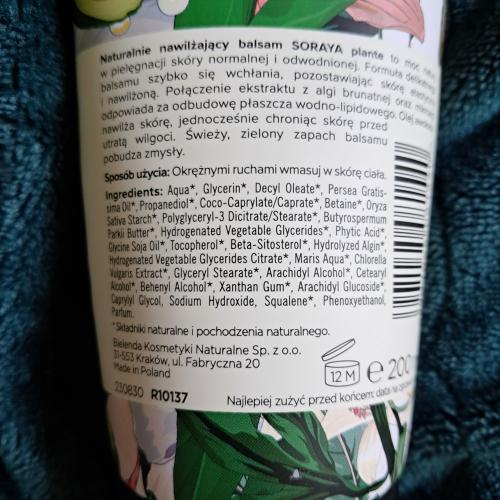 Naturalnie nawilżający balsam SORAYA plante to moc
w pielęgnacji skóry normalnej i odwodnionej. Formuła
balsamu szybko się wchłania, pozostawiając skórę
i nawilżoną. Połączenie ekstraktu z algi brunatnej oraz
odpowiada za odbudowę płaszcza wodno-lipidowego. Olej
nawilża skórę, jednocześnie chroniąc skórę przed
utratą wilgoci. Świeży, zielony zapach balsamu
pobudza zmysły.
Sposób użycia: Okrężnymi ruchami wmasuj w skórę ciała.
Ingredients: Aqua*, Glycerin*, Decyl Oleate*, Persea Gratis-
sima Oil*, Propanediol*, Coco-Caprylate/Caprate*, Betaine*, Oryza
Sativa Starch*, Polyglyceryl-3 Dicitrate/Stearate*, Butyrospermum
Parkii Butter*, Hydrogenated Vegetable Glycerides*, Phytic Acid*,
Glycine Soja Oil*, Tocopherol*, Beta-Sitosterol*, Hydrolyzed Algin*,
Hydrogenated Vegetable Glycerides Citrate*, Maris Aqua*, Chlorella
Vulgaris Extract*, Glyceryl Stearate*, Arachidyl Alcohol*, Cetearyl
Alcohol*, Behenyl Alcohol*, Xanthan Gum*, Arachidyl Glucoside*,
Caprylyl Glycol, Sodium Hydroxide, Squalene*, Phenoxyethanol,
Parfum.
* Składniki naturalne i pochodzenia naturalnego.
Bielenda Kosmetyki Naturalne Sp. z o.o.
31-553 Kraków, ul. Fabryczna 20
Made in Poland
12 M e 200
230830 R10137
Najlepiej zużyć przed końcem: data na